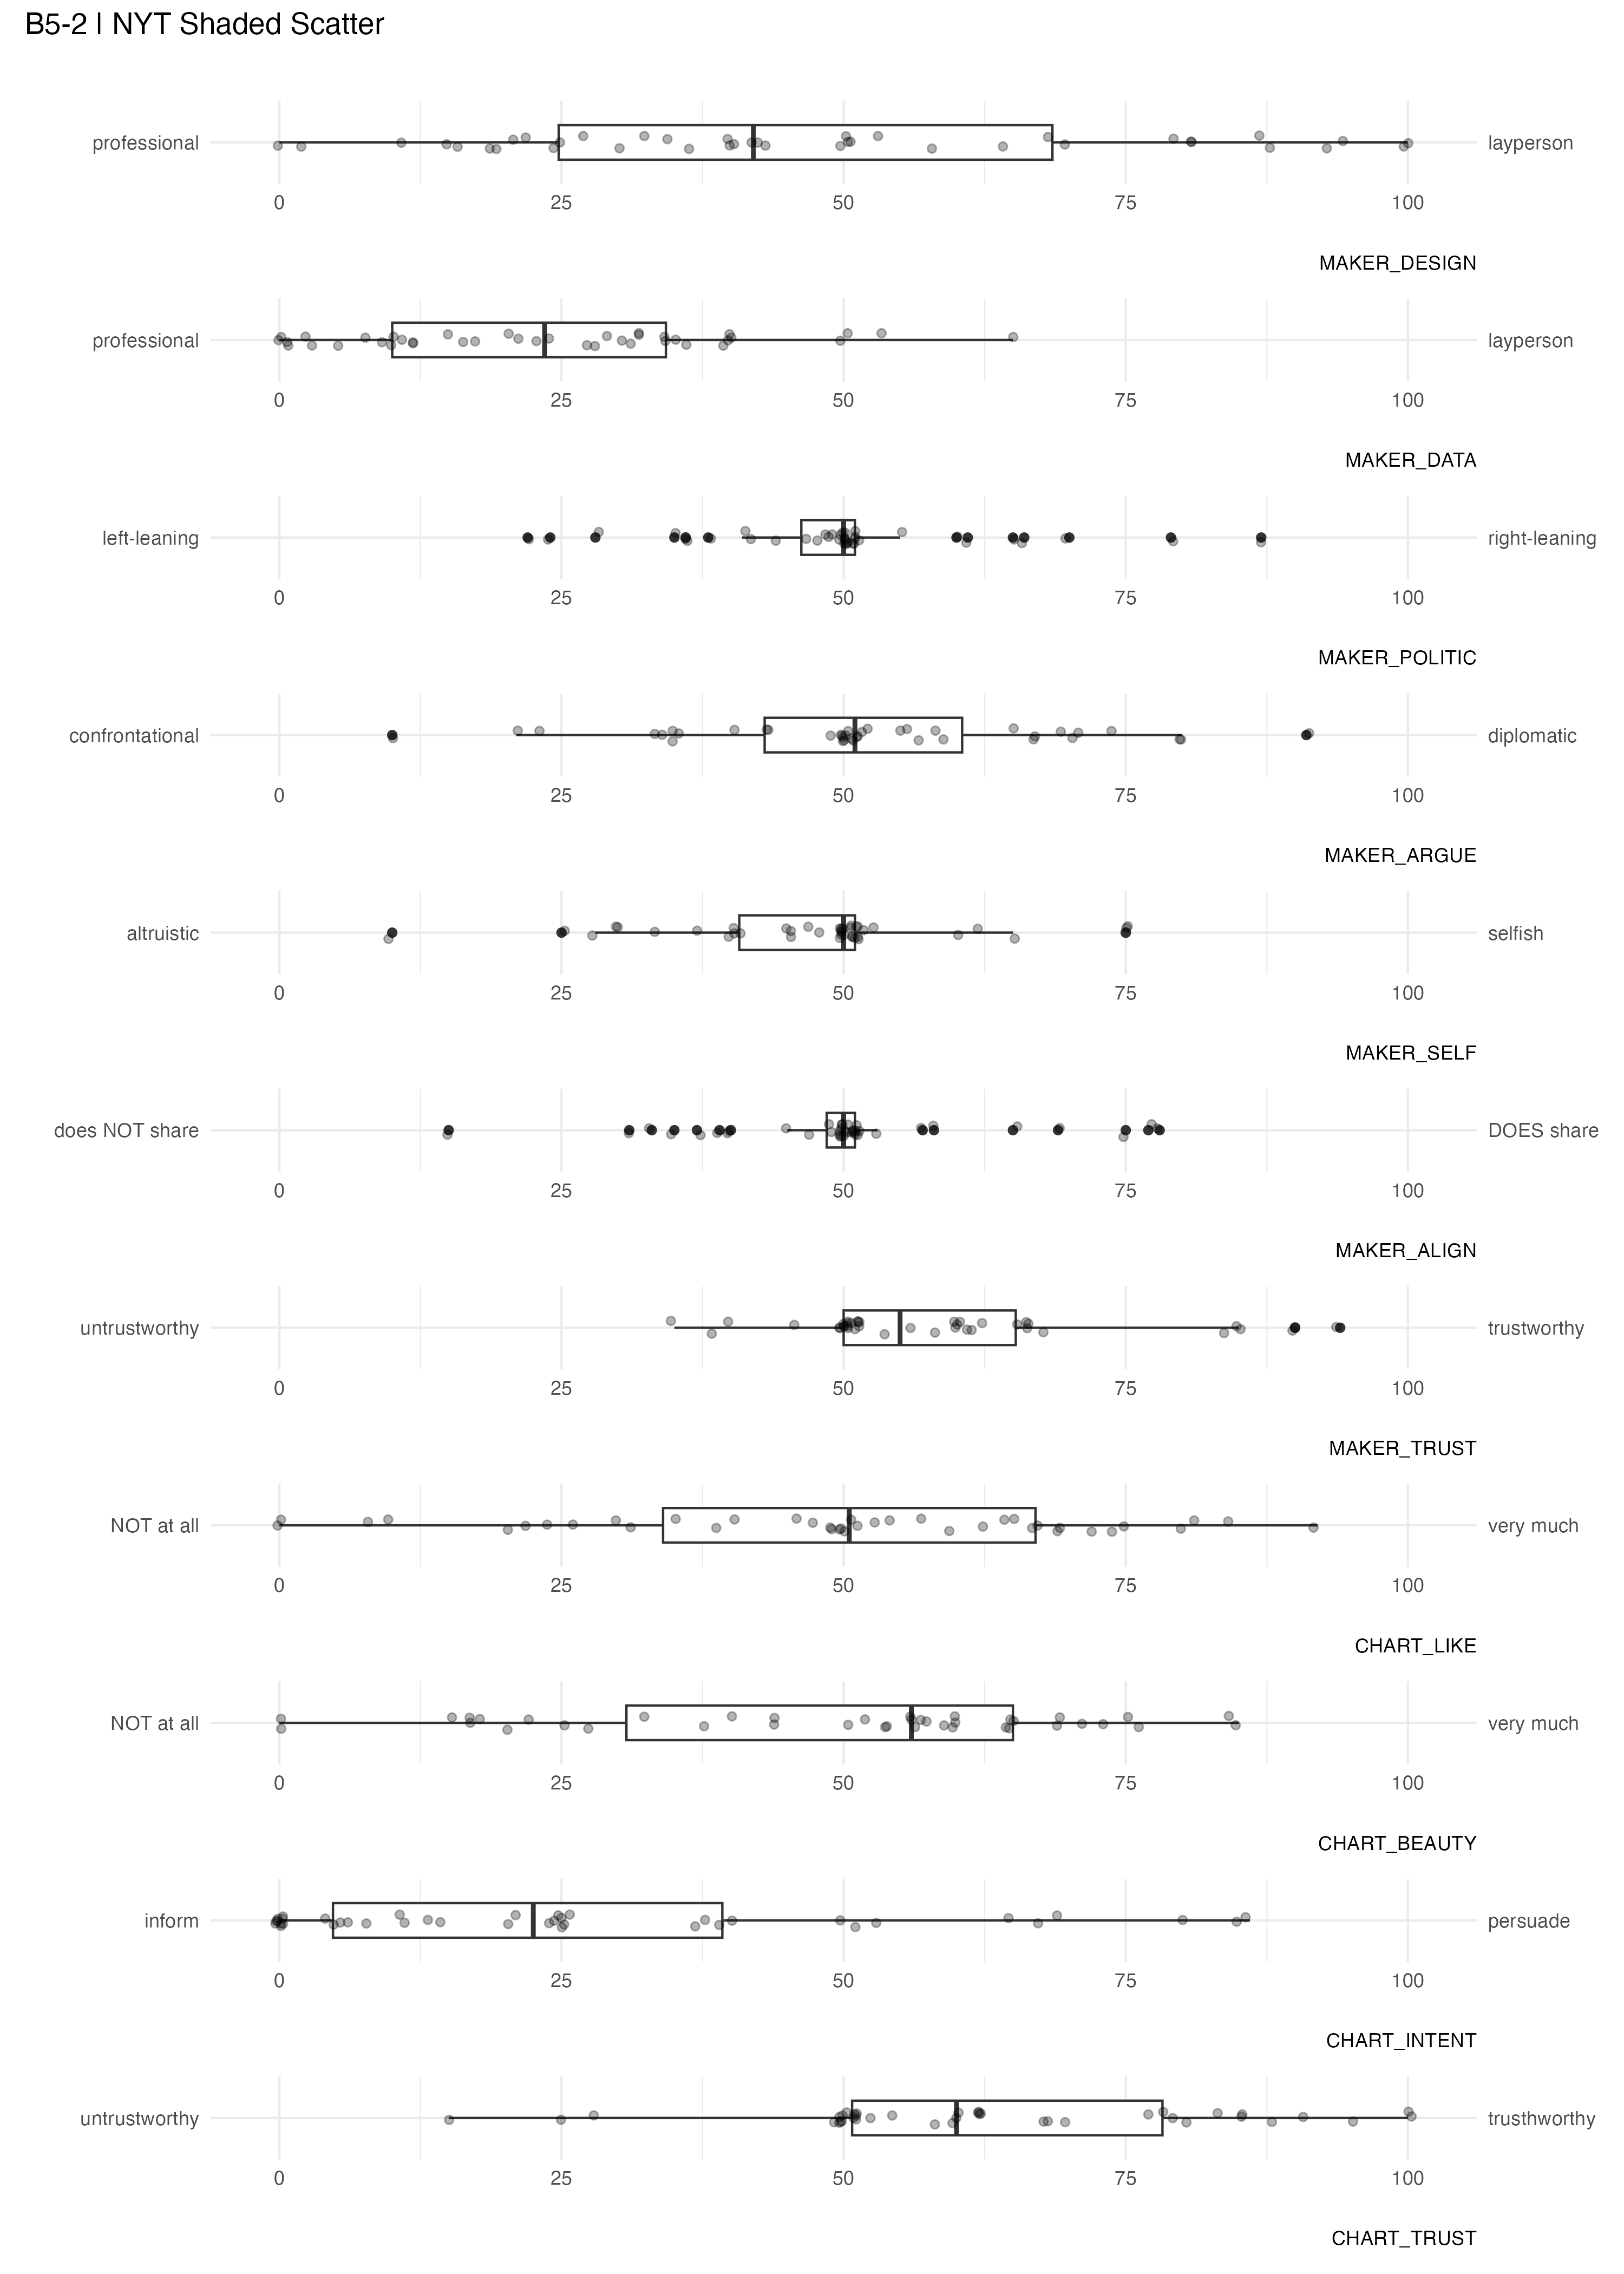 B5-2 | NYT Shaded Scatter
professional layperson
0 25 50 75 100
MAKER_DESIGN
professional layperson
0 25 50 75 100
MAKER_DATA
left-leaning right-leaning
0 25 50 75 100
MAKER_POLITIC
confrontational diplomatic
0 25 50 75 100
MAKER_ARGUE
altruistic selfish
0 25 50 75 100
MAKER_SELF
does NOT share DOES share
0 25 50 75 100
MAKER_ALIGN
untrustworthy trustworthy
0 25 50 75 100
MAKER_TRUST
NOT at all very much
0 25 50 75 100
CHART_LIKE
NOT at all very much
0 25 50 75 100
CHART_BEAUTY
inform persuade
0 25 50 75 100
CHART_INTENT
untrustworthy trusthworthy
0 25 50 75 100
CHART_TRUST